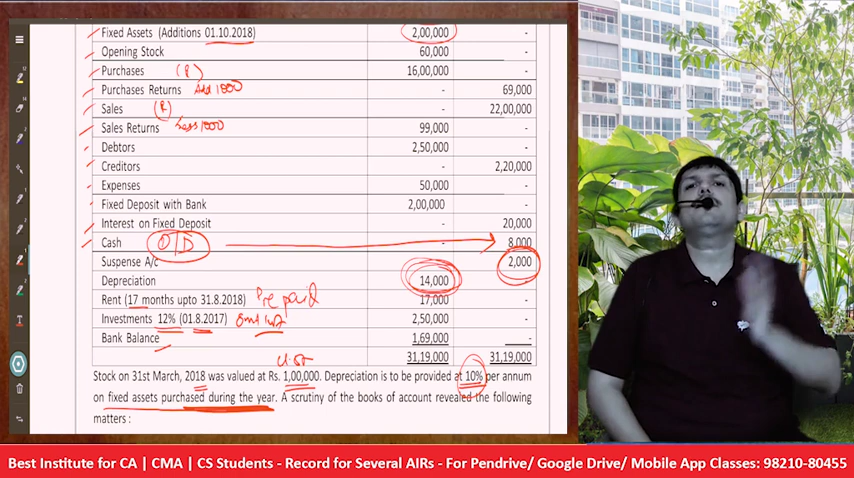 Fixed Assets (Additions 01.10.2018) 2,00,000 -
Opening Stock 60,000 -
Purchases (R) 16,00,000 -
Purchases Returns Add 1000 - 69,000
Sales (R) - 22,00,000
Sales Returns Less 1000 99,000 -
Debtors 2,50,000 -
Creditors - 2,20,000
Expenses 50,000 -
Fixed Deposit with Bank 2,00,000 -
Interest on Fixed Deposit - 20,000
Cash O/D - 8,000
Suspense A/c 2,000
Depreciation 14,000 -
Rent (17 months upto 31.8.2018) Prepaid 17,000 -
Investments 12% (01.8.2017) 2,50,000 -
Bank Balance 1,69,000 -
31,19,000 31,19,000
Stock on 31st March, 2018 was valued at Rs. 1,00,000. Depreciation is to be provided at 10% per annum
on fixed assets purchased during the year. A scrutiny of the books of account revealed the following
matters :
Best Institute for CA | CMA | CS Students - Record for Several AIRs - For Pendrive/ Google Drive/ Mobile App Classes: 98210-80455